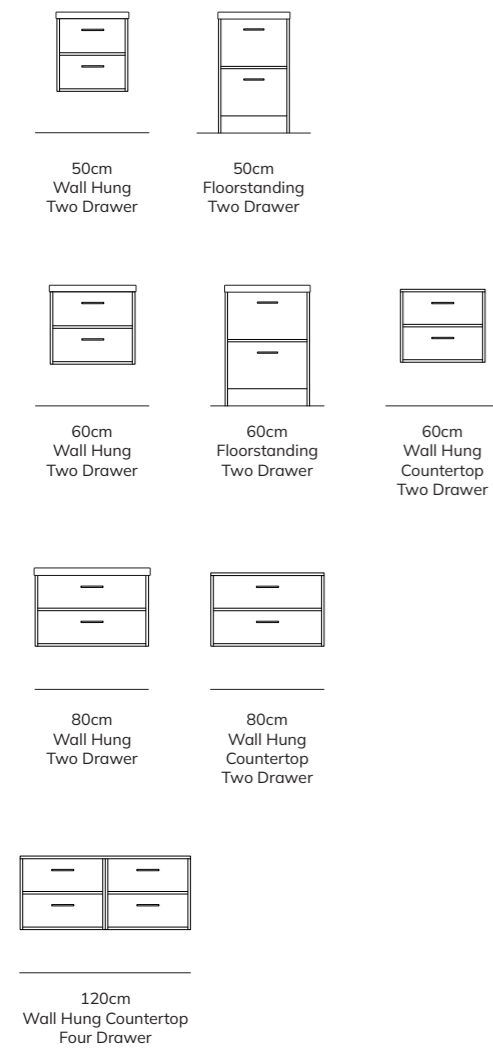 50cm
Wall Hung
Two Drawer
50cm
Floorstanding
Two Drawer
60cm
Wall Hung
Two Drawer
60cm
Floorstanding
Two Drawer
60cm
Wall Hung
Countertop
Two Drawer
80cm
Wall Hung
Two Drawer
80cm
Wall Hung
Countertop
Two Drawer
120cm
Wall Hung Countertop
Four Drawer